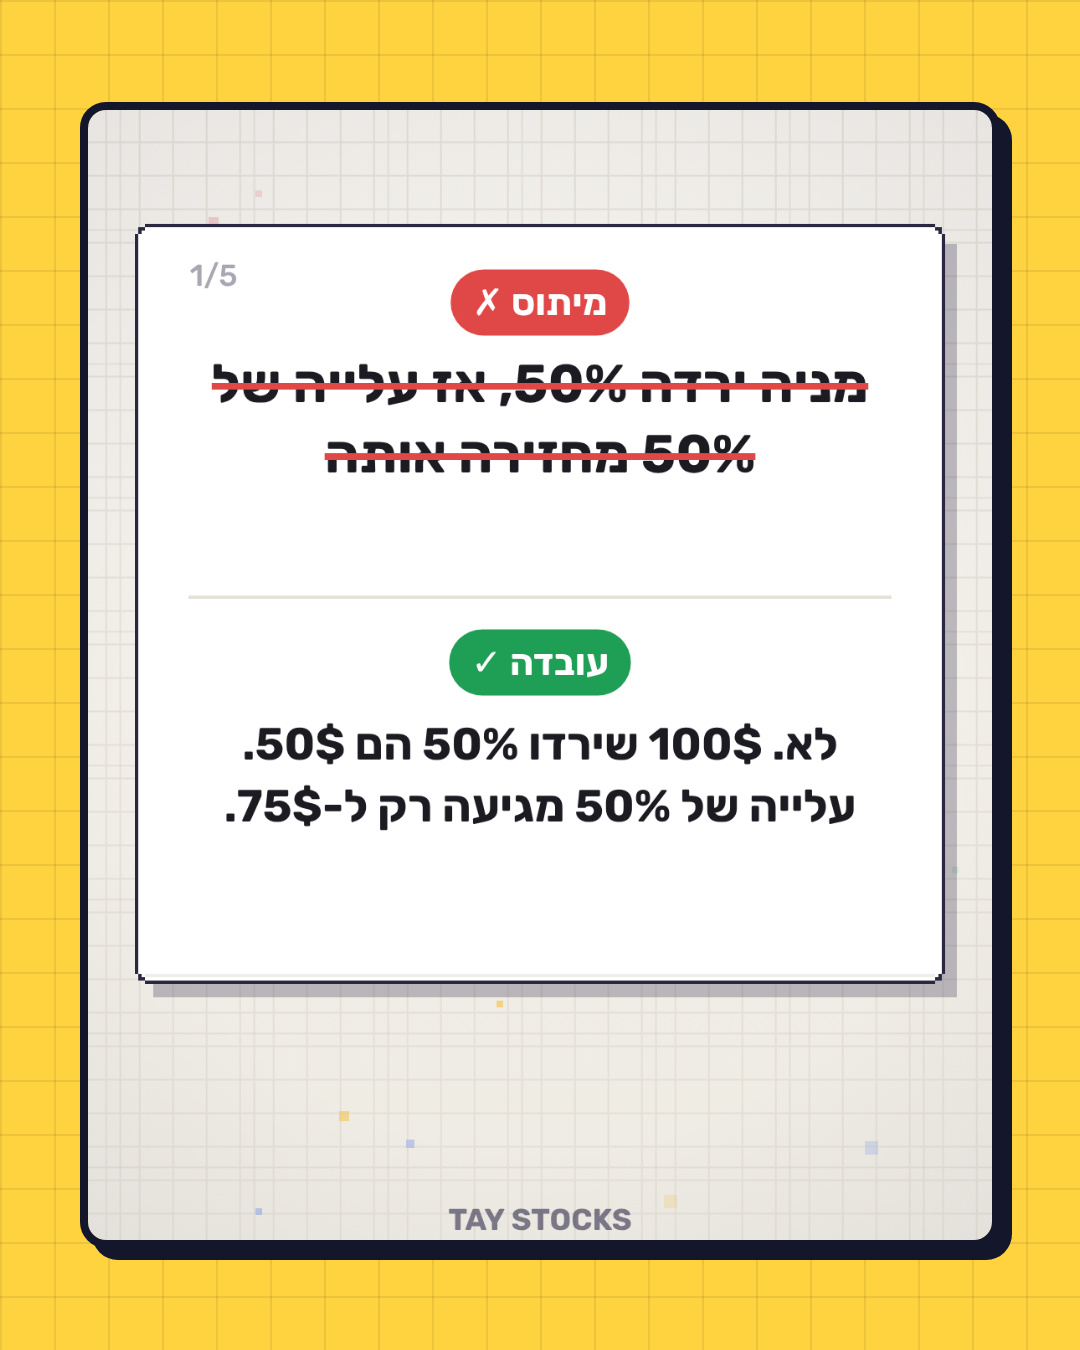 1/5
מיתוס ✗
מניה ירדה 50%, אז עלייה של
50% מחזירה אותה
עובדה ✓
לא. 100$ שירדו 50% הם 50$.
עלייה של 50% מגיעה רק ל-75$.
TAY STOCKS